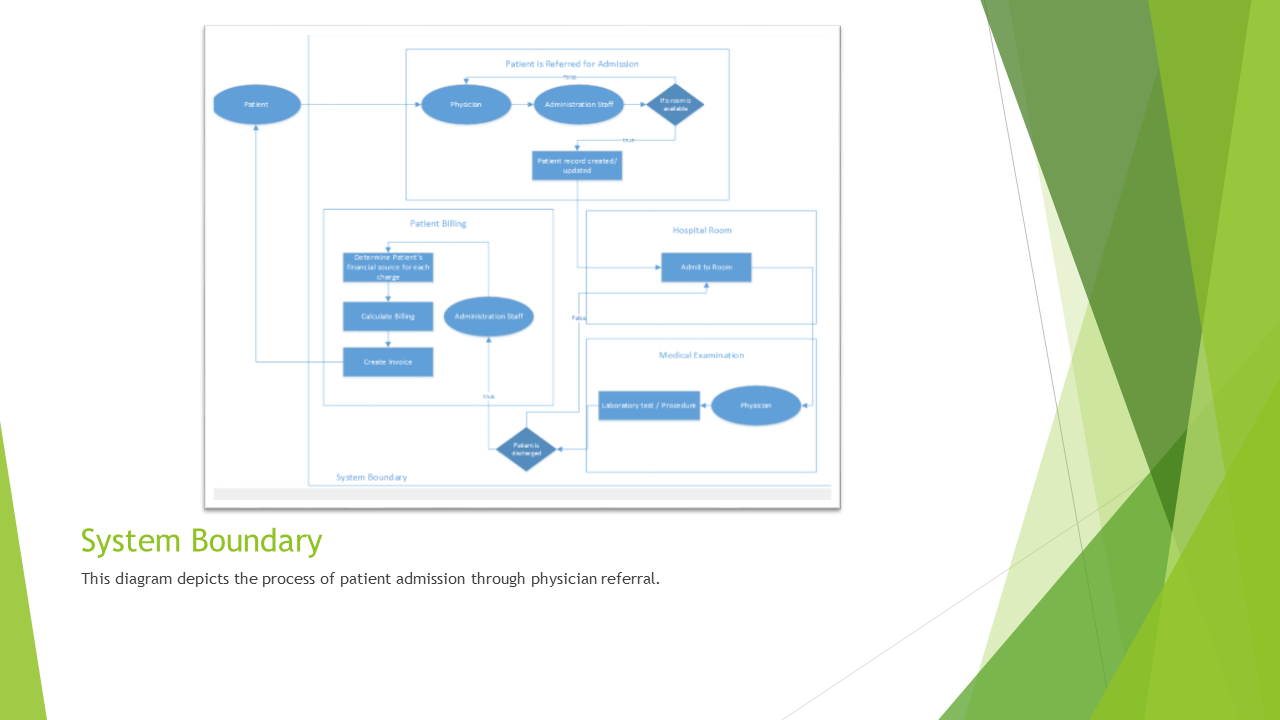 Patient is Referred for Admission
False
Patient
Physician
Administration Staff
If a room is
available
true
Patient record created/
updated
Patient Billing
Hospital Room
Determine Patient's
financial source for each
charge
Admit to Room
Calculate Billing
Administration Staff
False
Create Invoice
Medical Examination
true
Laboratory test / Procedure
Physician
Patient is
discharged
System Boundary
System Boundary
This diagram depicts the process of patient admission through physician referral.